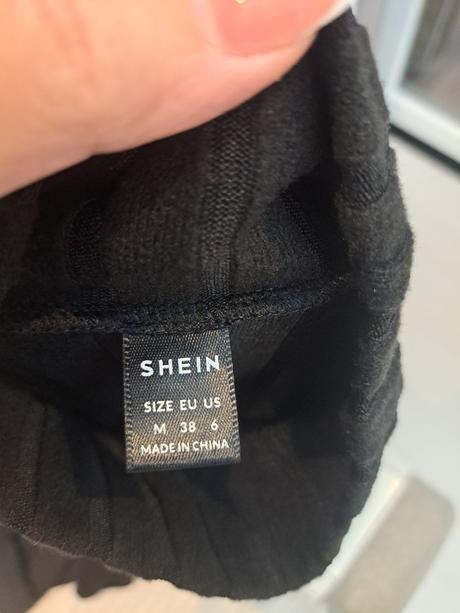 SHEIN
SIZE EU US
M 38 6
MADE IN CHINA